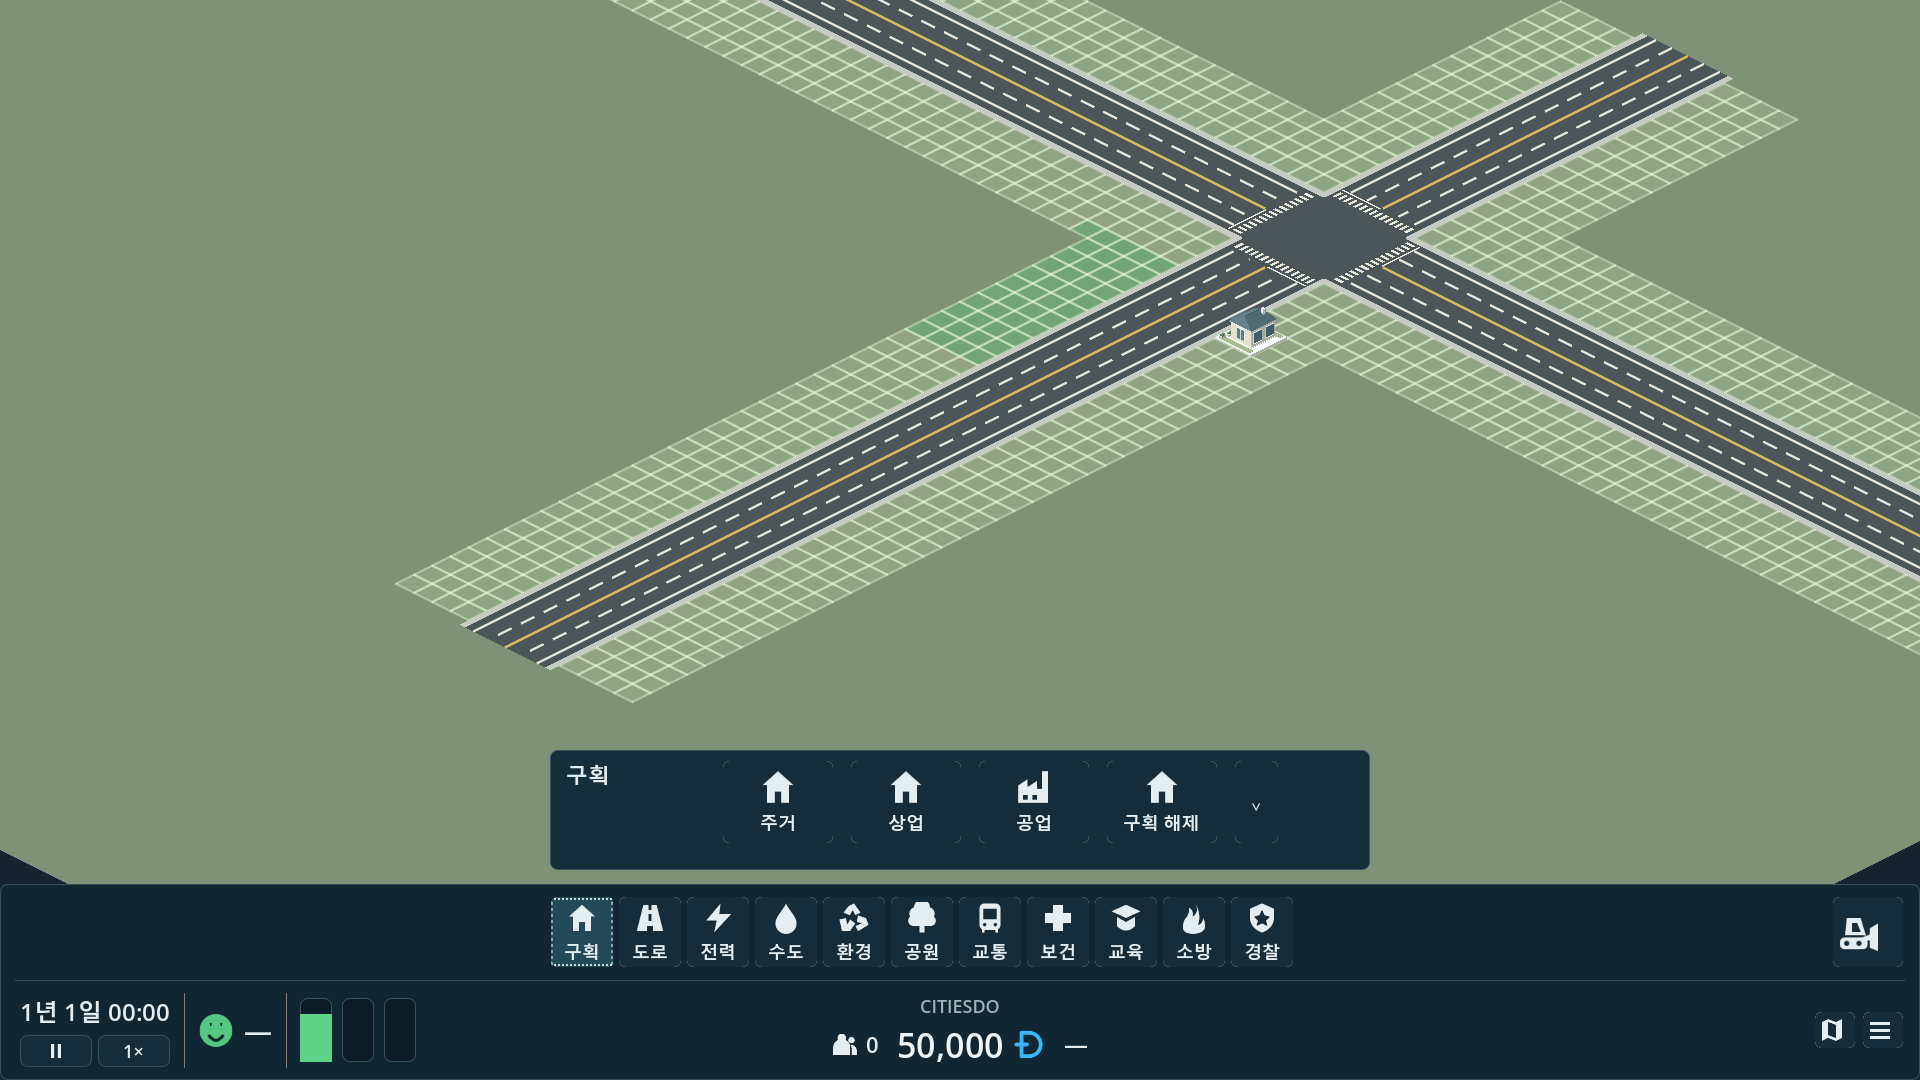 구획
주거
상업
공업
구획 해제
구획
도로
전력
수도
환경
공원
교통
보건
교육
소방
경찰
1년 1일 00:00
1×
—
CITIESDO
0
50,000
—